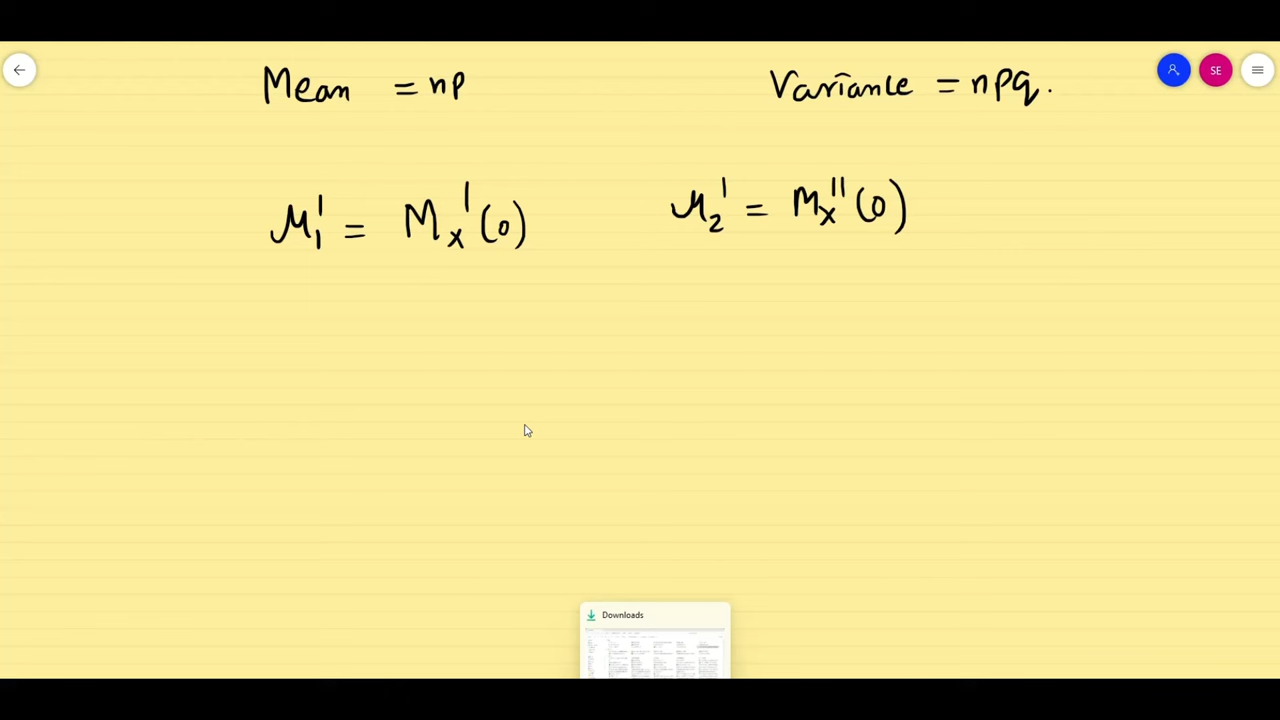 Mean = np
Variance = npq.
μ₁' = Mₓ'(0)
μ₂' = Mₓ''(0)
SE
Downloads